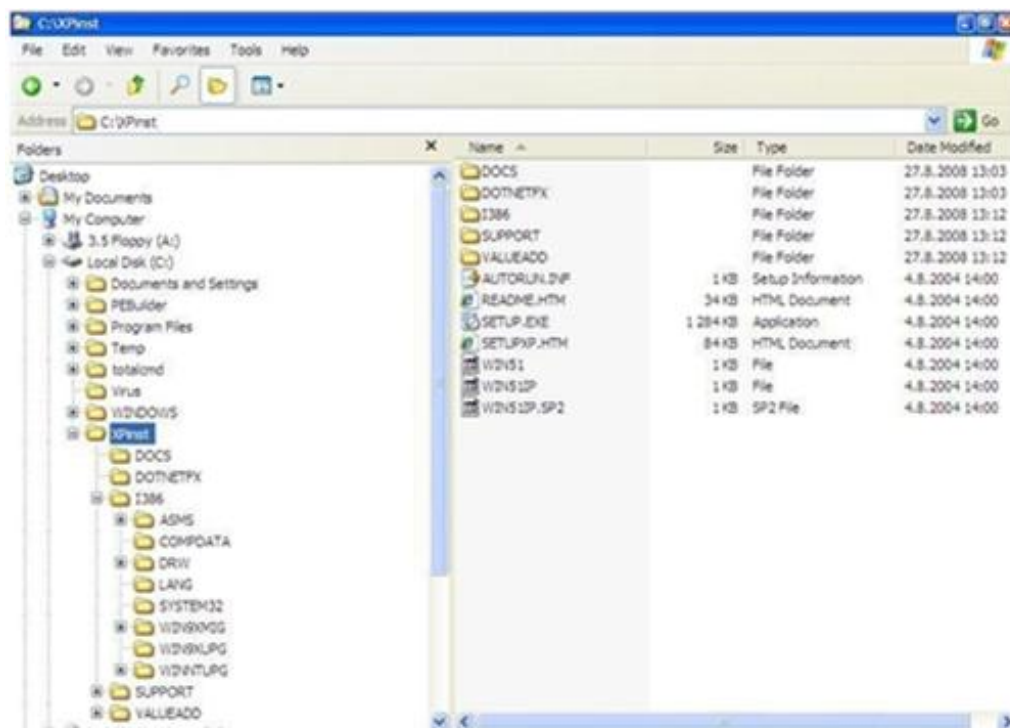 C:\XPinst
File Edit View Favorites Tools Help
Address C:\XPinst Go
Folders
Desktop
My Documents
My Computer
3.5 Floppy (A:)
Local Disk (C:)
Documents and Settings
PEBuilder
Program Files
Temp
totalcmd
Virus
WINDOWS
XPinst
DOCS
DOTNETFX
I386
ASMS
COMPDATA
DRW
LANG
SYSTEM32
WIN9XMIG
WIN9XUPG
WINNTUPG
SUPPORT
VALUEADD
Name Size Type Date Modified
DOCS File Folder 27.8.2008 13:03
DOTNETFX File Folder 27.8.2008 13:03
I386 File Folder 27.8.2008 13:12
SUPPORT File Folder 27.8.2008 13:12
VALUEADD File Folder 27.8.2008 13:12
AUTORUN.INF 1 KB Setup Information 4.8.2004 14:00
README.HTM 34 KB HTML Document 4.8.2004 14:00
SETUP.EXE 1 284 KB Application 4.8.2004 14:00
SETUPXP.HTM 84 KB HTML Document 4.8.2004 14:00
WIN51 1 KB File 4.8.2004 14:00
WIN51IP 1 KB File 4.8.2004 14:00
WIN51IP.SP2 1 KB SP2 File 4.8.2004 14:00